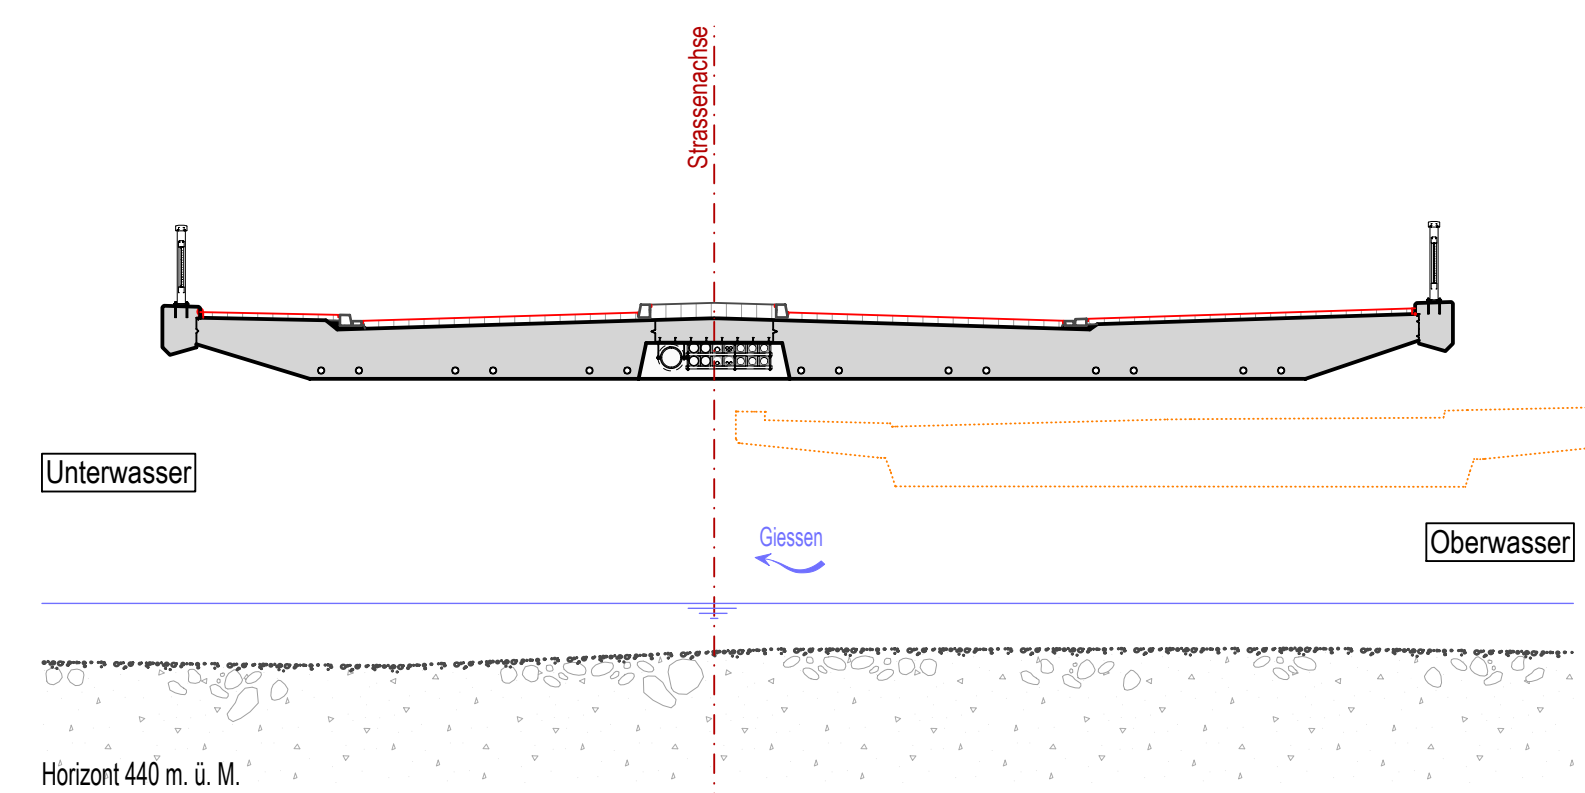 Strassenachse
Unterwasser
Giessen
Oberwasser
Horizont 440 m. ü. M.